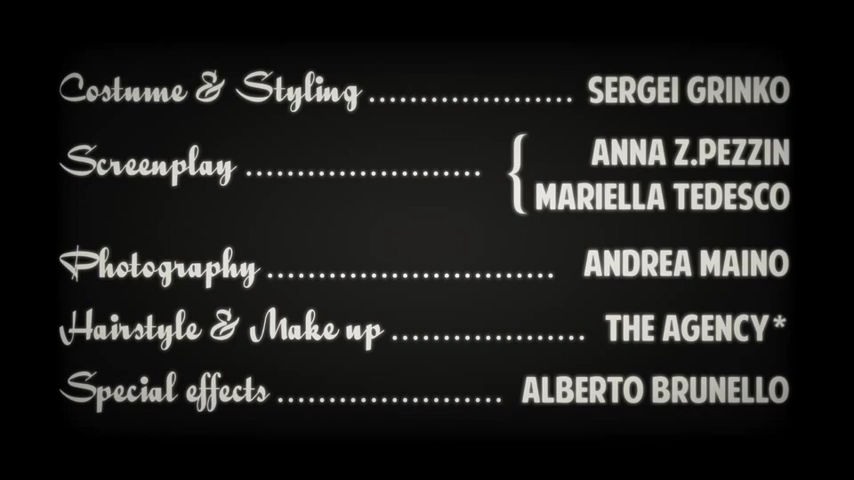 Costume & Styling .................... SERGEI GRINKO
Screenplay ....................... { ANNA Z.PEZZIN
MARIELLA TEDESCO
Photography ............................ ANDREA MAINO
Hairstyle & Make up ................... THE AGENCY*
Special effects ...................... ALBERTO BRUNELLO